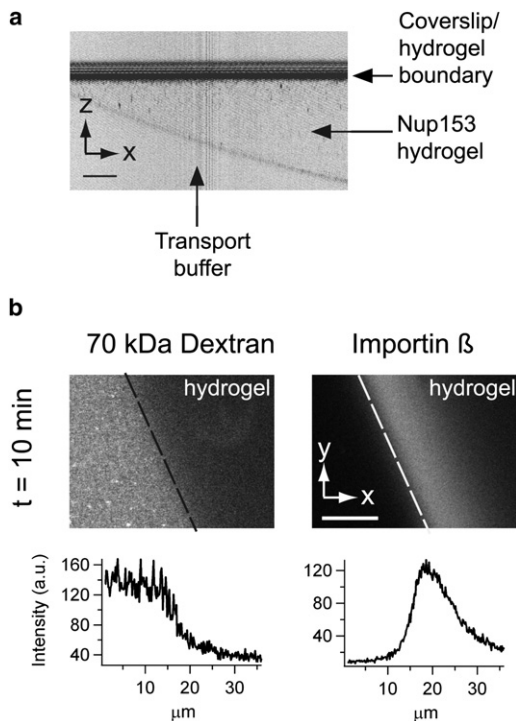 a
Coverslip/
hydrogel
boundary
z
x
Nup153
hydrogel
Transport
buffer
b
70 kDa Dextran
Importin ß
t = 10 min
hydrogel
hydrogel
y
x
Intensity (a.u.)
160
120
80
40
10 20 30
µm
120
80
40
10 20 30
µm